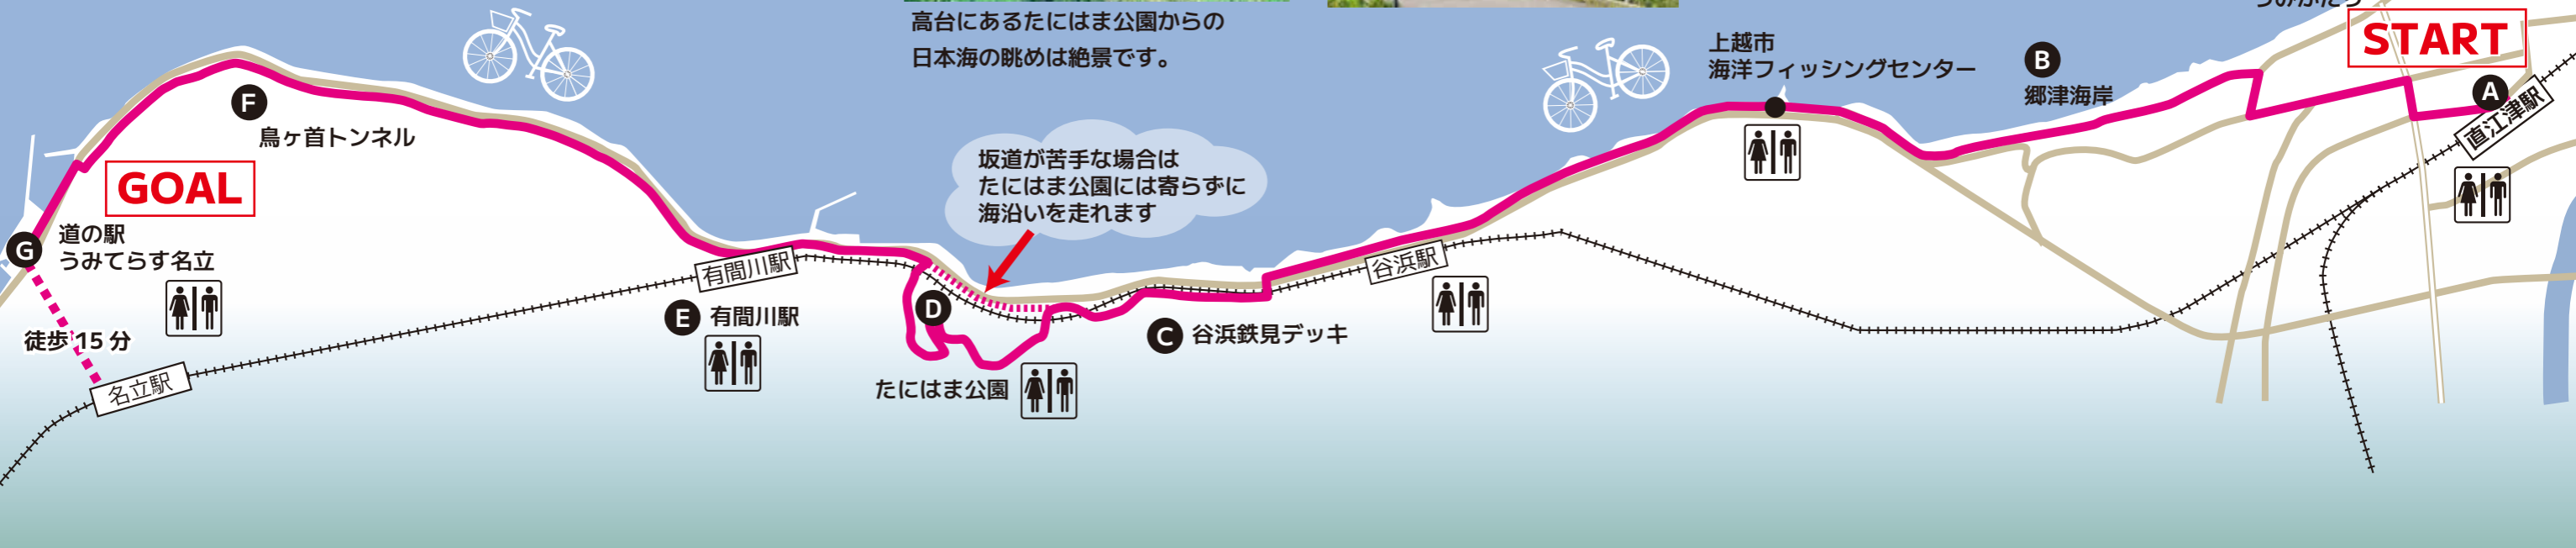 高台にあるたにはま公園からの
日本海の眺めは絶景です。
START
A
直江津駅
上越市
海洋フィッシングセンター
B
郷津海岸
坂道が苦手な場合は
たにはま公園には寄らずに
海沿いを走れます
谷浜駅
C
谷浜鉄見デッキ
D
たにはま公園
有間川駅
E
有間川駅
F
鳥ヶ首トンネル
GOAL
G
道の駅
うみてらす名立
徒歩15分
名立駅